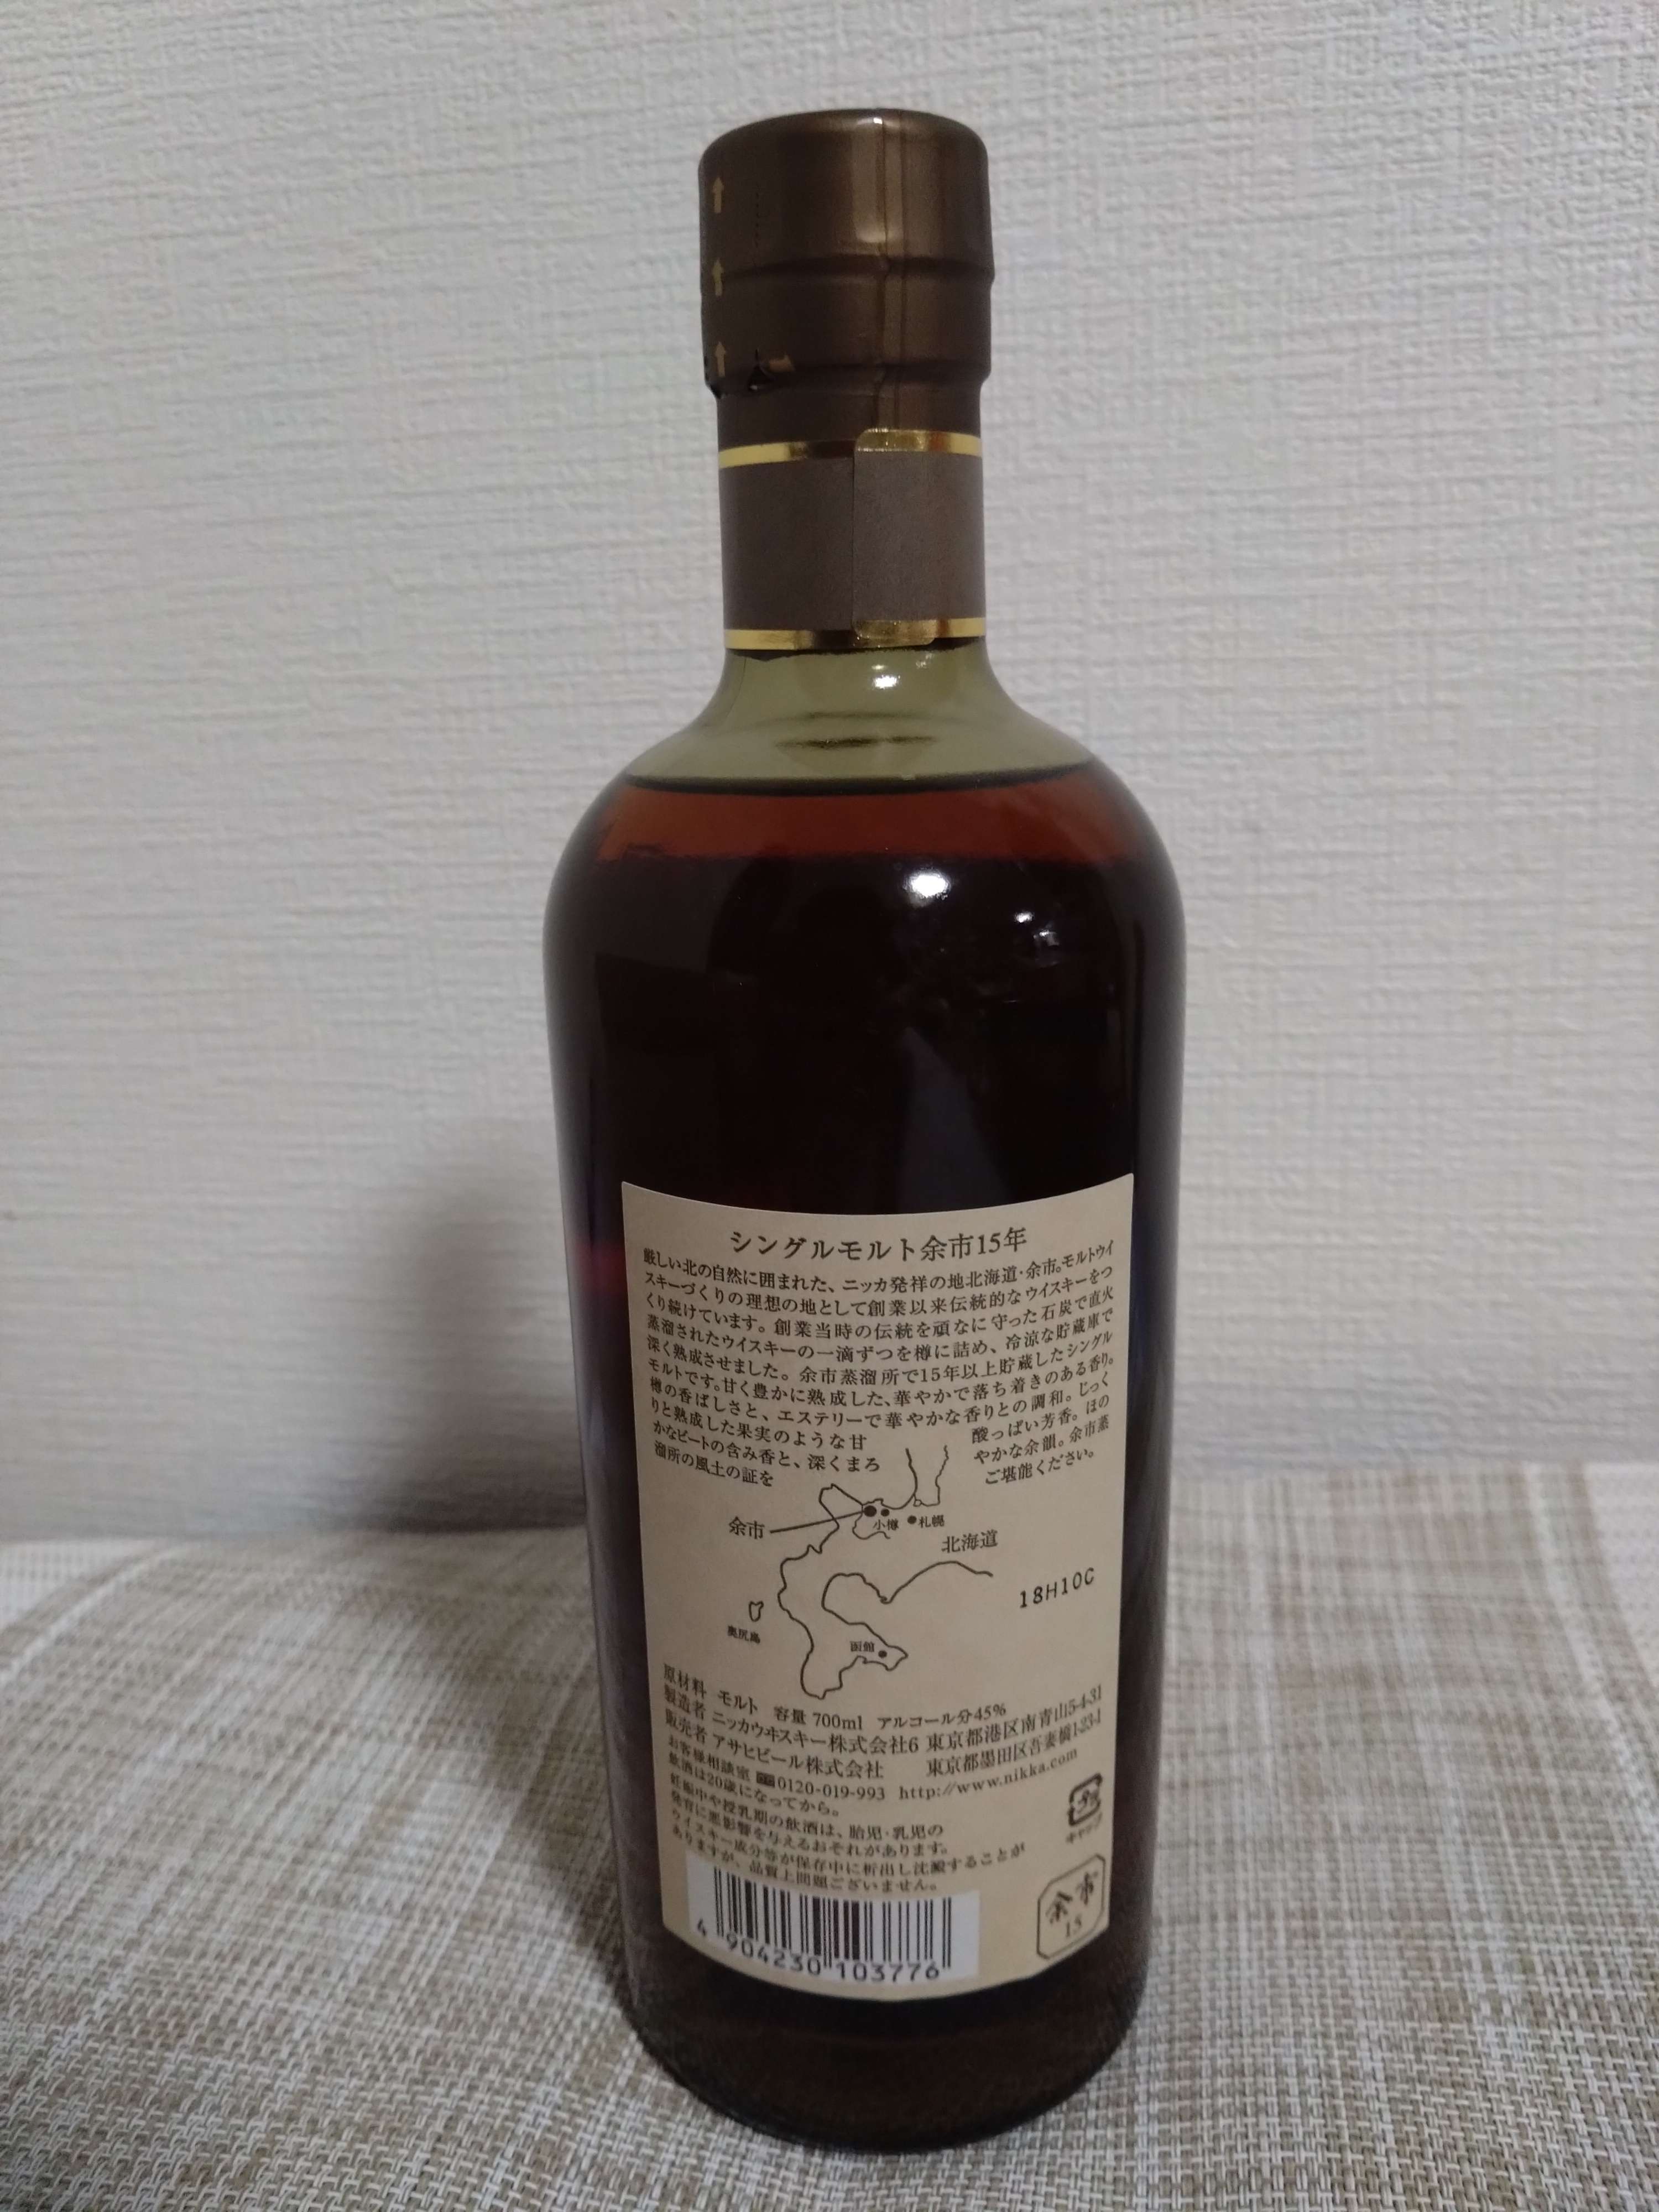 シングルモルト余市15年
厳しい北の自然に囲まれた、ニッカ発祥の地北海道・余市。モルトウイ
スキーづくりの理想の地として創業以来伝統的なウイスキーをつ
くり続けています。創業当時の伝統を頑なに守った石炭で直火
蒸溜されたウイスキーの一滴ずつを樽に詰め、冷涼な貯蔵庫で
深く熟成させました。余市蒸溜所で15年以上貯蔵したシングル
モルトです。甘く豊かに熟成した、華やかで落ち着きのある香り。
樽の香ばしさと、エステリーで華やかな香りとの調和。じっく
りと熟成した果実のような甘酸っぱい芳香。ほの
かなピートの含み香と、深くまろやかな余韻。余市蒸
溜所の風土の証をご堪能ください。
余市
小樽
札幌
北海道
18H10C
奥尻島
函館
原材料 モルト 容量 700ml アルコール分45%
製造者 ニッカウヰスキー株式会社6 東京都港区南青山5-4-31
販売者 アサヒビール株式会社 東京都墨田区吾妻橋1-23-1
お客様相談室 0120-019-993 http://www.nikka.com
飲酒は20歳になってから。
妊娠中や授乳期の飲酒は、胎児・乳児の
発育に悪影響を与えるおそれがあります。
ウイスキー成分等が保存中に析出し沈澱することが
ありますが、品質上問題ございません。
キャップ
余市
15
4 904230 103776